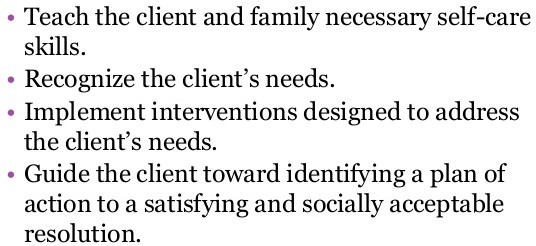 • Teach the client and family necessary self-care
skills.
• Recognize the client's needs.
• Implement interventions designed to address
the client's needs.
• Guide the client toward identifying a plan of
action to a satisfying and socially acceptable
resolution.